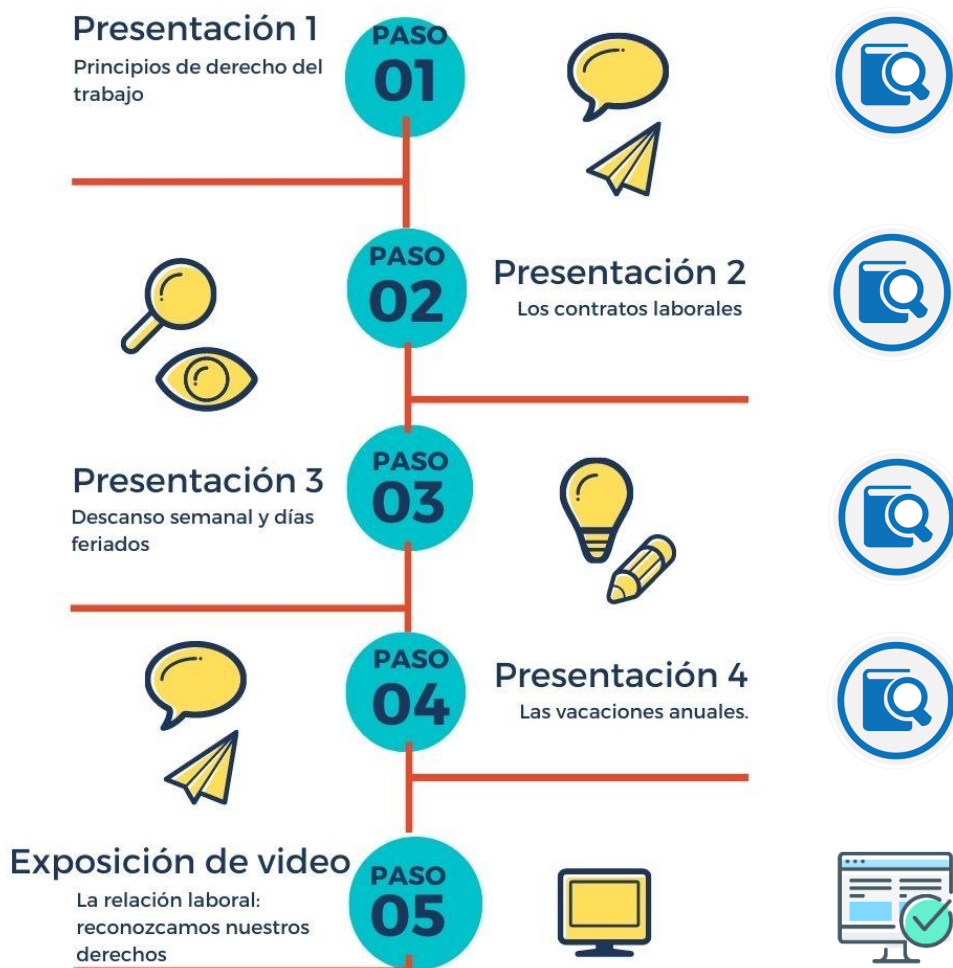 Presentación 1
Principios de derecho del
trabajo
PASO
01
PASO
02
Presentación 2
Los contratos laborales
Presentación 3
Descanso semanal y días
feriados
PASO
03
PASO
04
Presentación 4
Las vacaciones anuales.
Exposición de video
La relación laboral:
reconozcamos nuestros
derechos
PASO
05